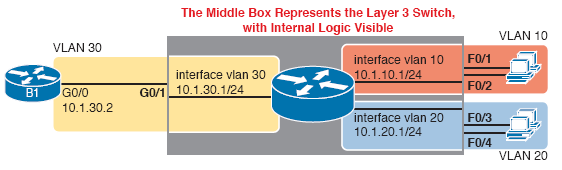 The Middle Box Represents the Layer 3 Switch,
with Internal Logic Visible
VLAN 10
VLAN 30
interface vlan 10
10.1.10.1/24
F0/1
F0/2
interface vlan 30
10.1.30.1/24
B1
G0/0
10.1.30.2
G0/1
interface vlan 20
10.1.20.1/24
F0/3
F0/4
VLAN 20